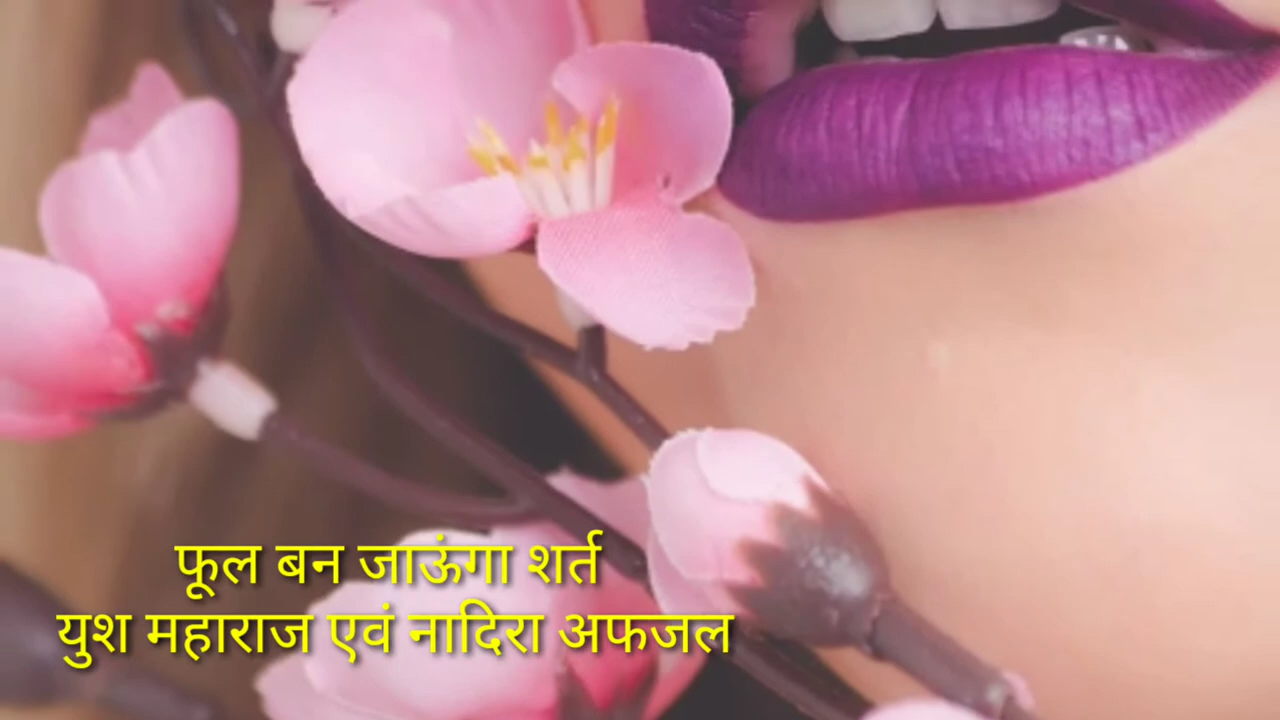 फूल बन जाऊंगा शर्त
युश महाराज एवं नादिरा अफजल